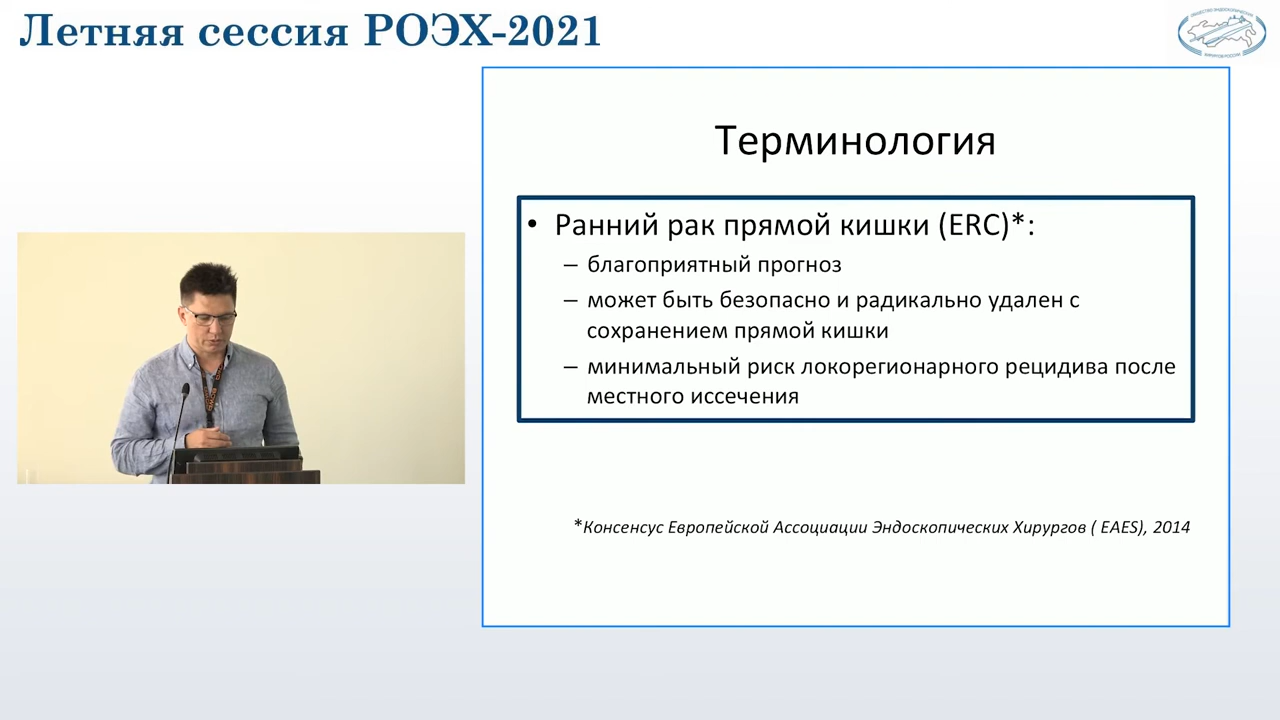 Летняя сессия РОЭХ-2021
Терминология
• Ранний рак прямой кишки (ERC)*:
– благоприятный прогноз
– может быть безопасно и радикально удален с
сохранением прямой кишки
– минимальный риск локорегионарного рецидива после
местного иссечения
*Консенсус Европейской Ассоциации Эндоскопических Хирургов ( EAES), 2014